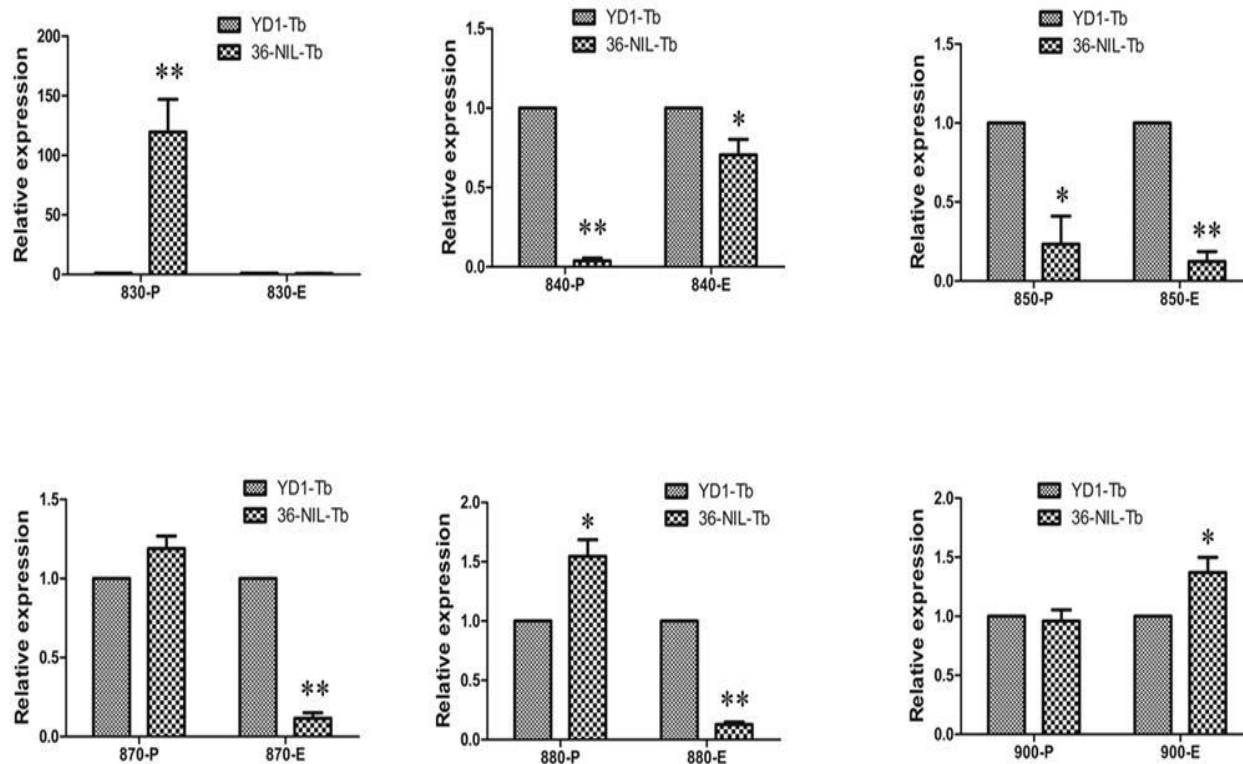 YD1-Tb
36-NIL-Tb
Relative expression
200
150
100
50
0
**
830-P
830-E
YD1-Tb
36-NIL-Tb
Relative expression
1.5
1.0
0.5
0.0
**
*
840-P
840-E
YD1-Tb
36-NIL-Tb
Relative expression
1.5
1.0
0.5
0.0
*
**
850-P
850-E
YD1-Tb
36-NIL-Tb
Relative expression
1.5
1.0
0.5
0.0
**
870-P
870-E
YD1-Tb
36-NIL-Tb
Relative expression
2.0
1.5
1.0
0.5
0.0
*
**
880-P
880-E
YD1-Tb
36-NIL-Tb
Relative expression
2.0
1.5
1.0
0.5
0.0
*
900-P
900-E